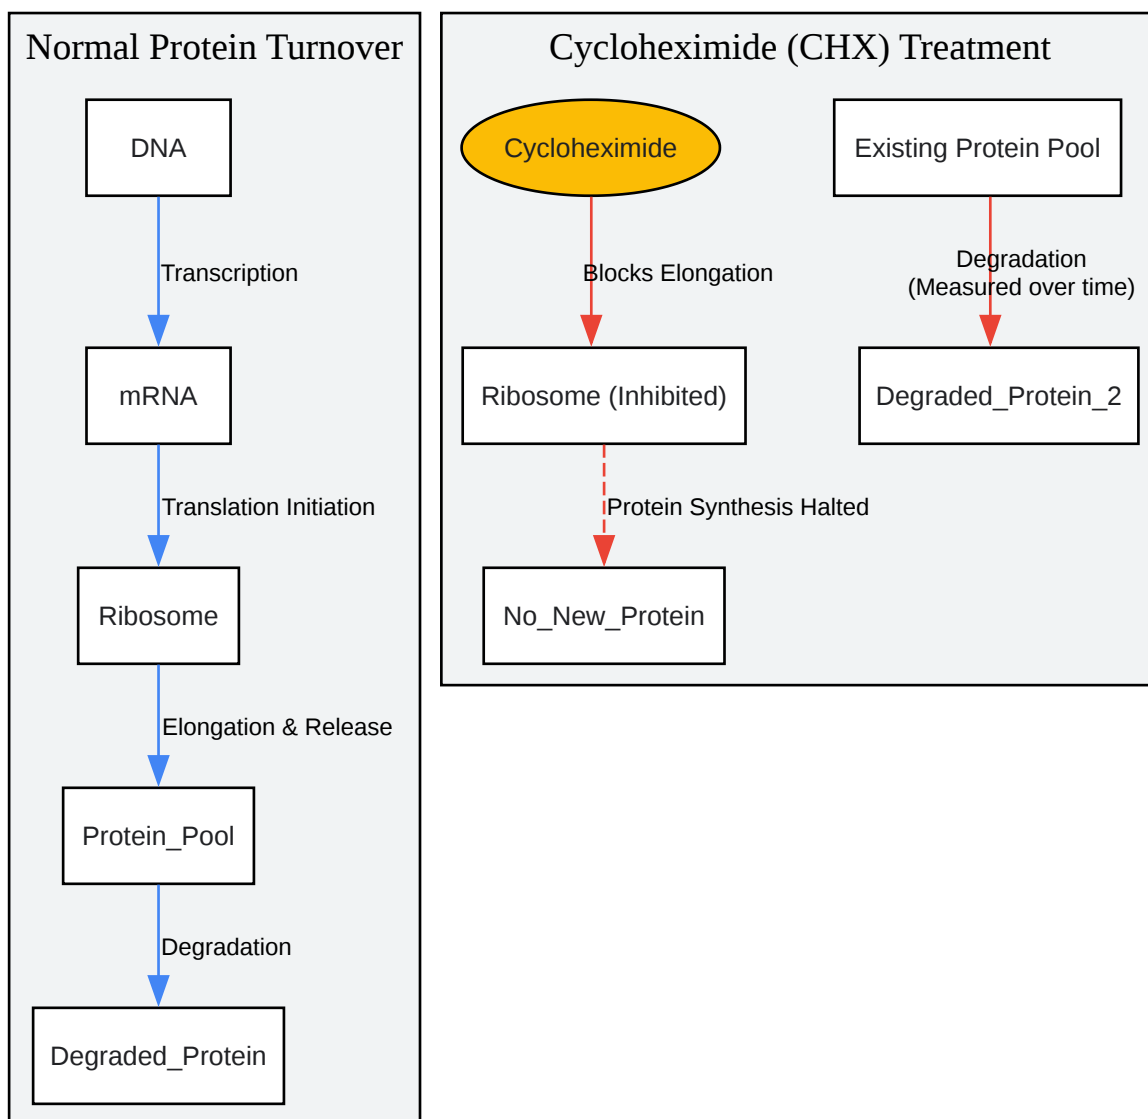 Normal Protein Turnover
DNA
Transcription
mRNA
Translation Initiation
Ribosome
Elongation & Release
Protein_Pool
Degradation
Degraded_Protein
Cycloheximide (CHX) Treatment
Cycloheximide
Blocks Elongation
Ribosome (Inhibited)
Protein Synthesis Halted
No_New_Protein
Existing Protein Pool
Degradation
(Measured over time)
Degraded_Protein_2